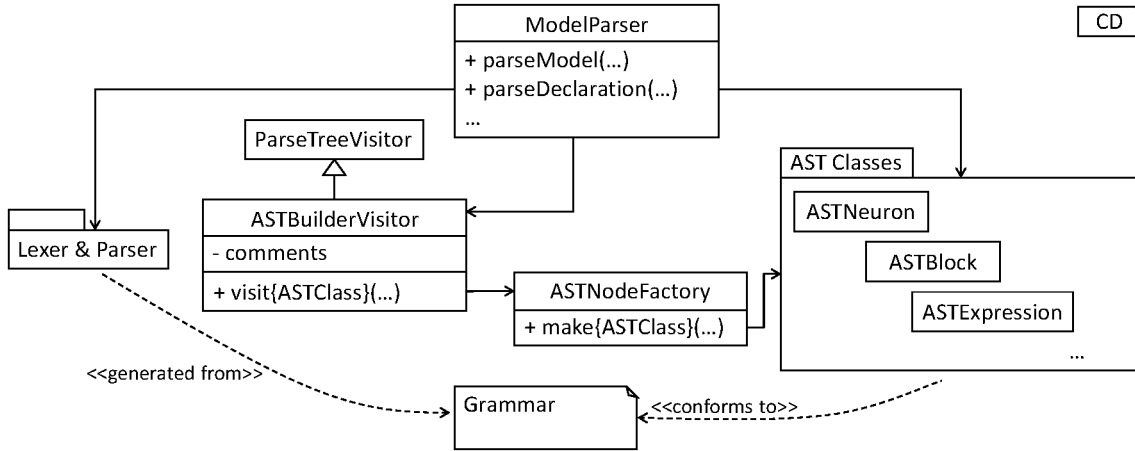 ModelParser
CD
+ parseModel(...)
+ parseDeclaration(...)
...
ParseTreeVisitor
AST Classes
ASTNeuron
ASTBuilderVisitor
Lexer & Parser
- comments
ASTBlock
+ visit{ASTClass}(...)
ASTNodeFactory
ASTExpression
+ make{ASTClass}(...)
...
<<generated from>>
Grammar
<<conforms to>>